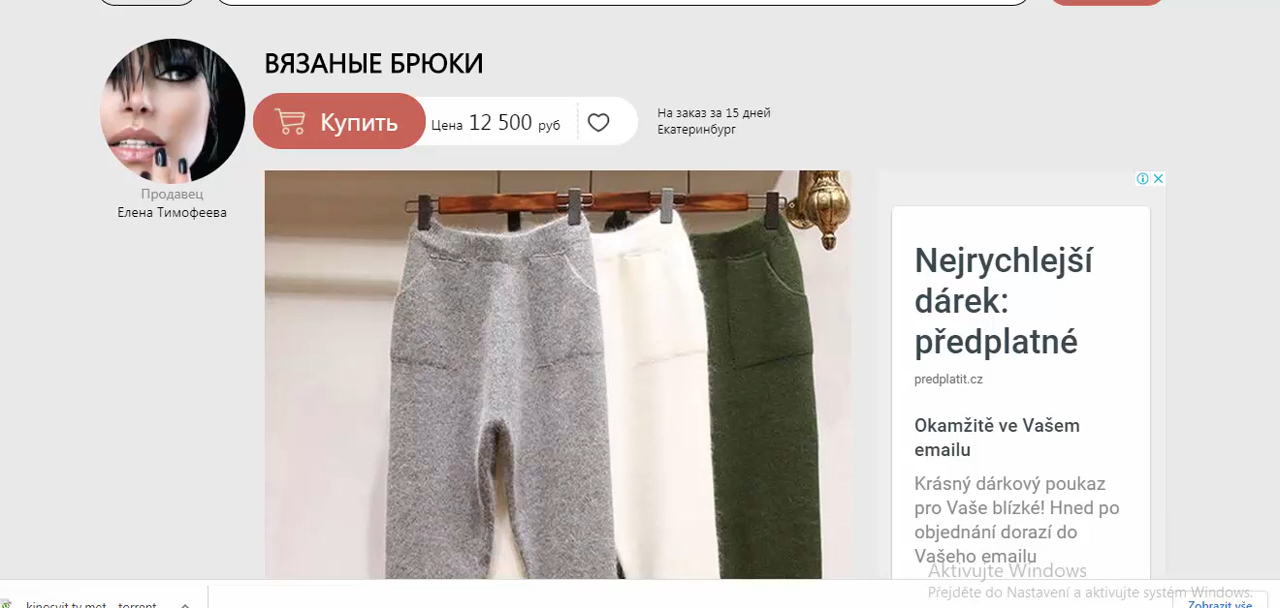 ВЯЗАНЫЕ БРЮКИ
Купить
Цена 12 500 руб
На заказ за 15 дней
Екатеринбург
Продавец
Елена Тимофеева
Nejrychlejší
dárek:
předplatné
predplatit.cz
Okamžitě ve Vašem
emailu
Krásný dárkový poukaz
pro Vaše blízké! Hned po
objednání dorazí do
Vašeho emailu
Aktivujte Windows
Přejděte do Nastavení a aktivujte systém Windows.
Zobrazit vše